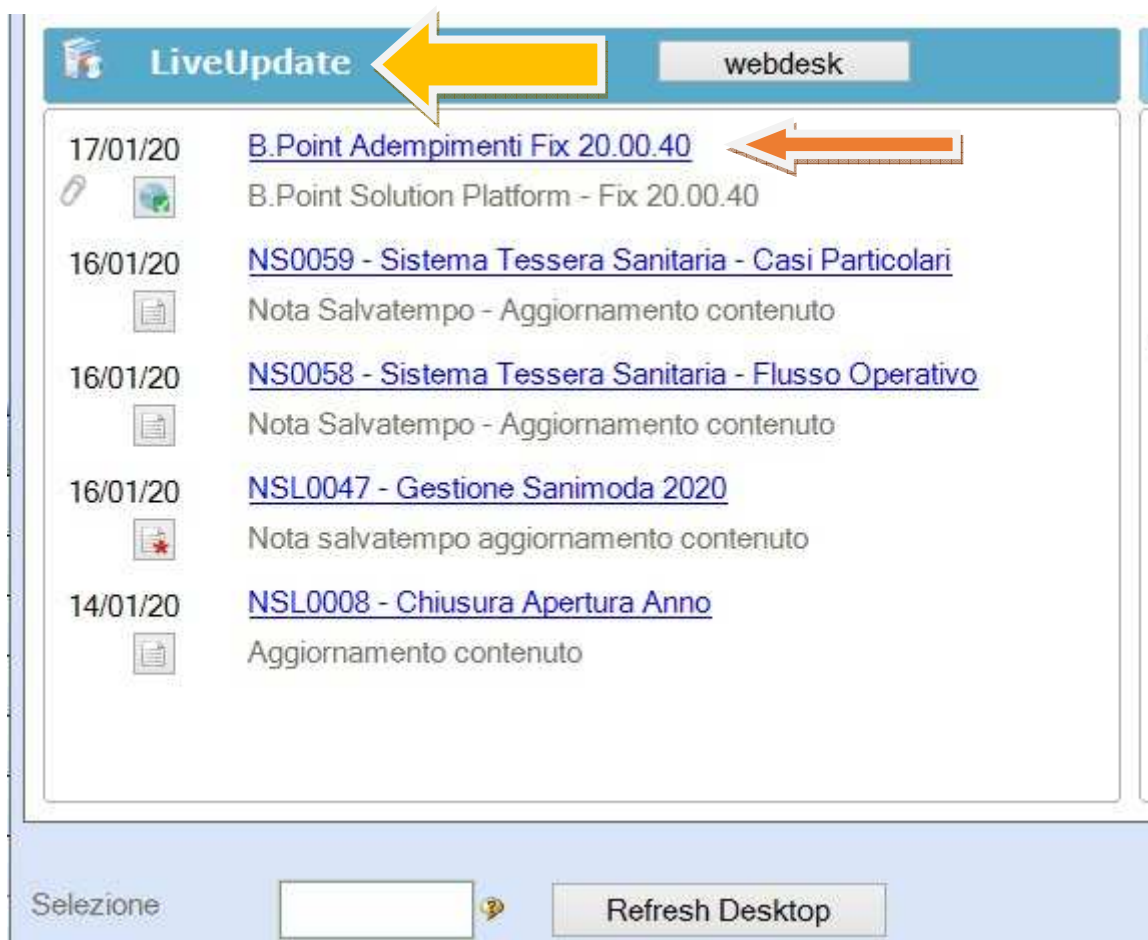 LiveUpdate webdesk
17/01/20 B.Point Adempimenti Fix 20.00.40
B.Point Solution Platform - Fix 20.00.40
16/01/20 NS0059 - Sistema Tessera Sanitaria - Casi Particolari
Nota Salvatempo - Aggiornamento contenuto
16/01/20 NS0058 - Sistema Tessera Sanitaria - Flusso Operativo
Nota Salvatempo - Aggiornamento contenuto
16/01/20 NSL0047 - Gestione Sanimoda 2020
Nota salvatempo aggiornamento contenuto
14/01/20 NSL0008 - Chiusura Apertura Anno
Aggiornamento contenuto
Selezione Refresh Desktop